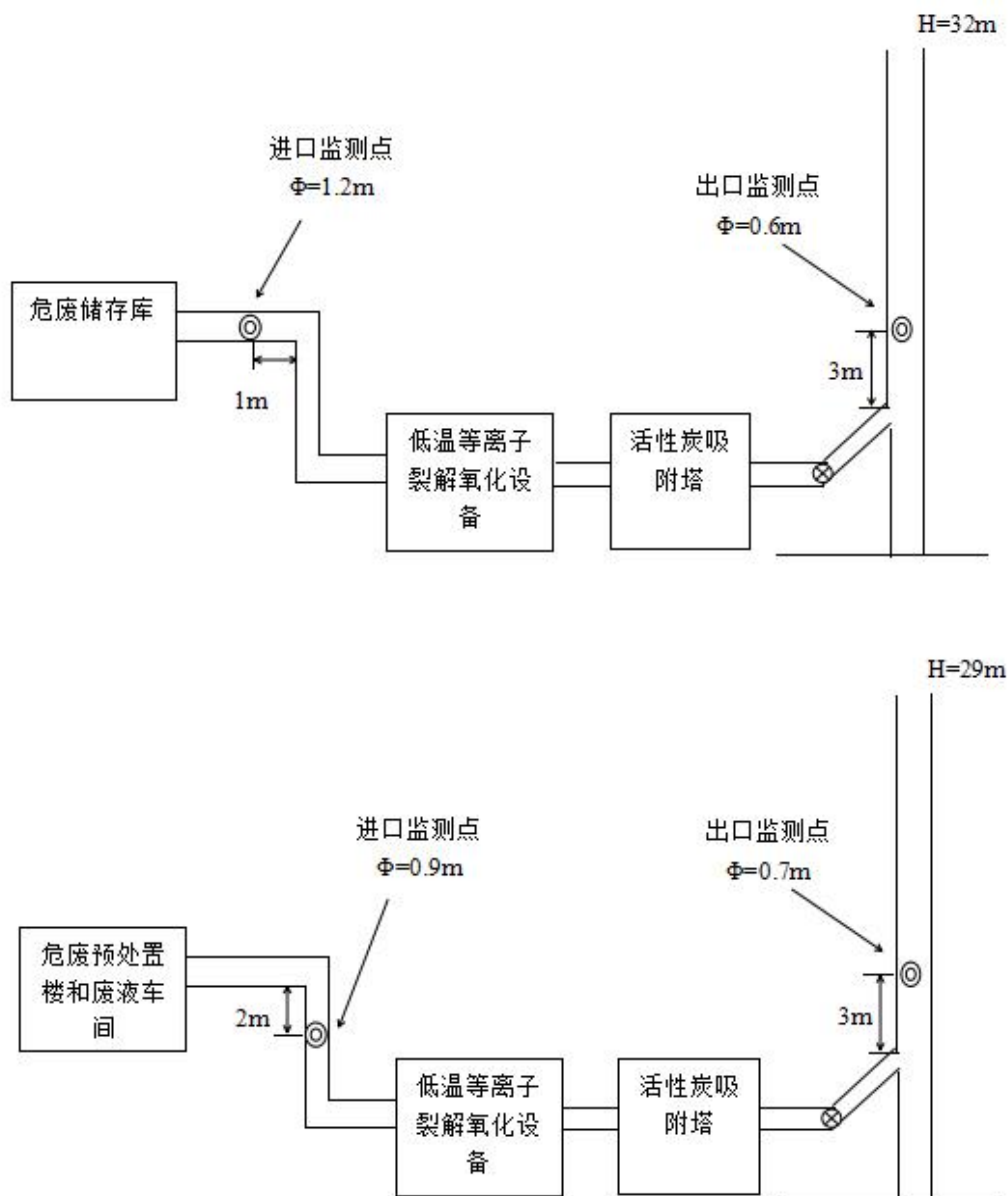 H=32m
进口监测点
Φ=1.2m
出口监测点
Φ=0.6m
危废储存库
1m
3m
低温等离子
裂解氧化设
备
活性炭吸
附塔
H=29m
进口监测点
Φ=0.9m
出口监测点
Φ=0.7m
危废预处置
楼和废液车
间
2m
3m
低温等离子
裂解氧化设
备
活性炭吸
附塔